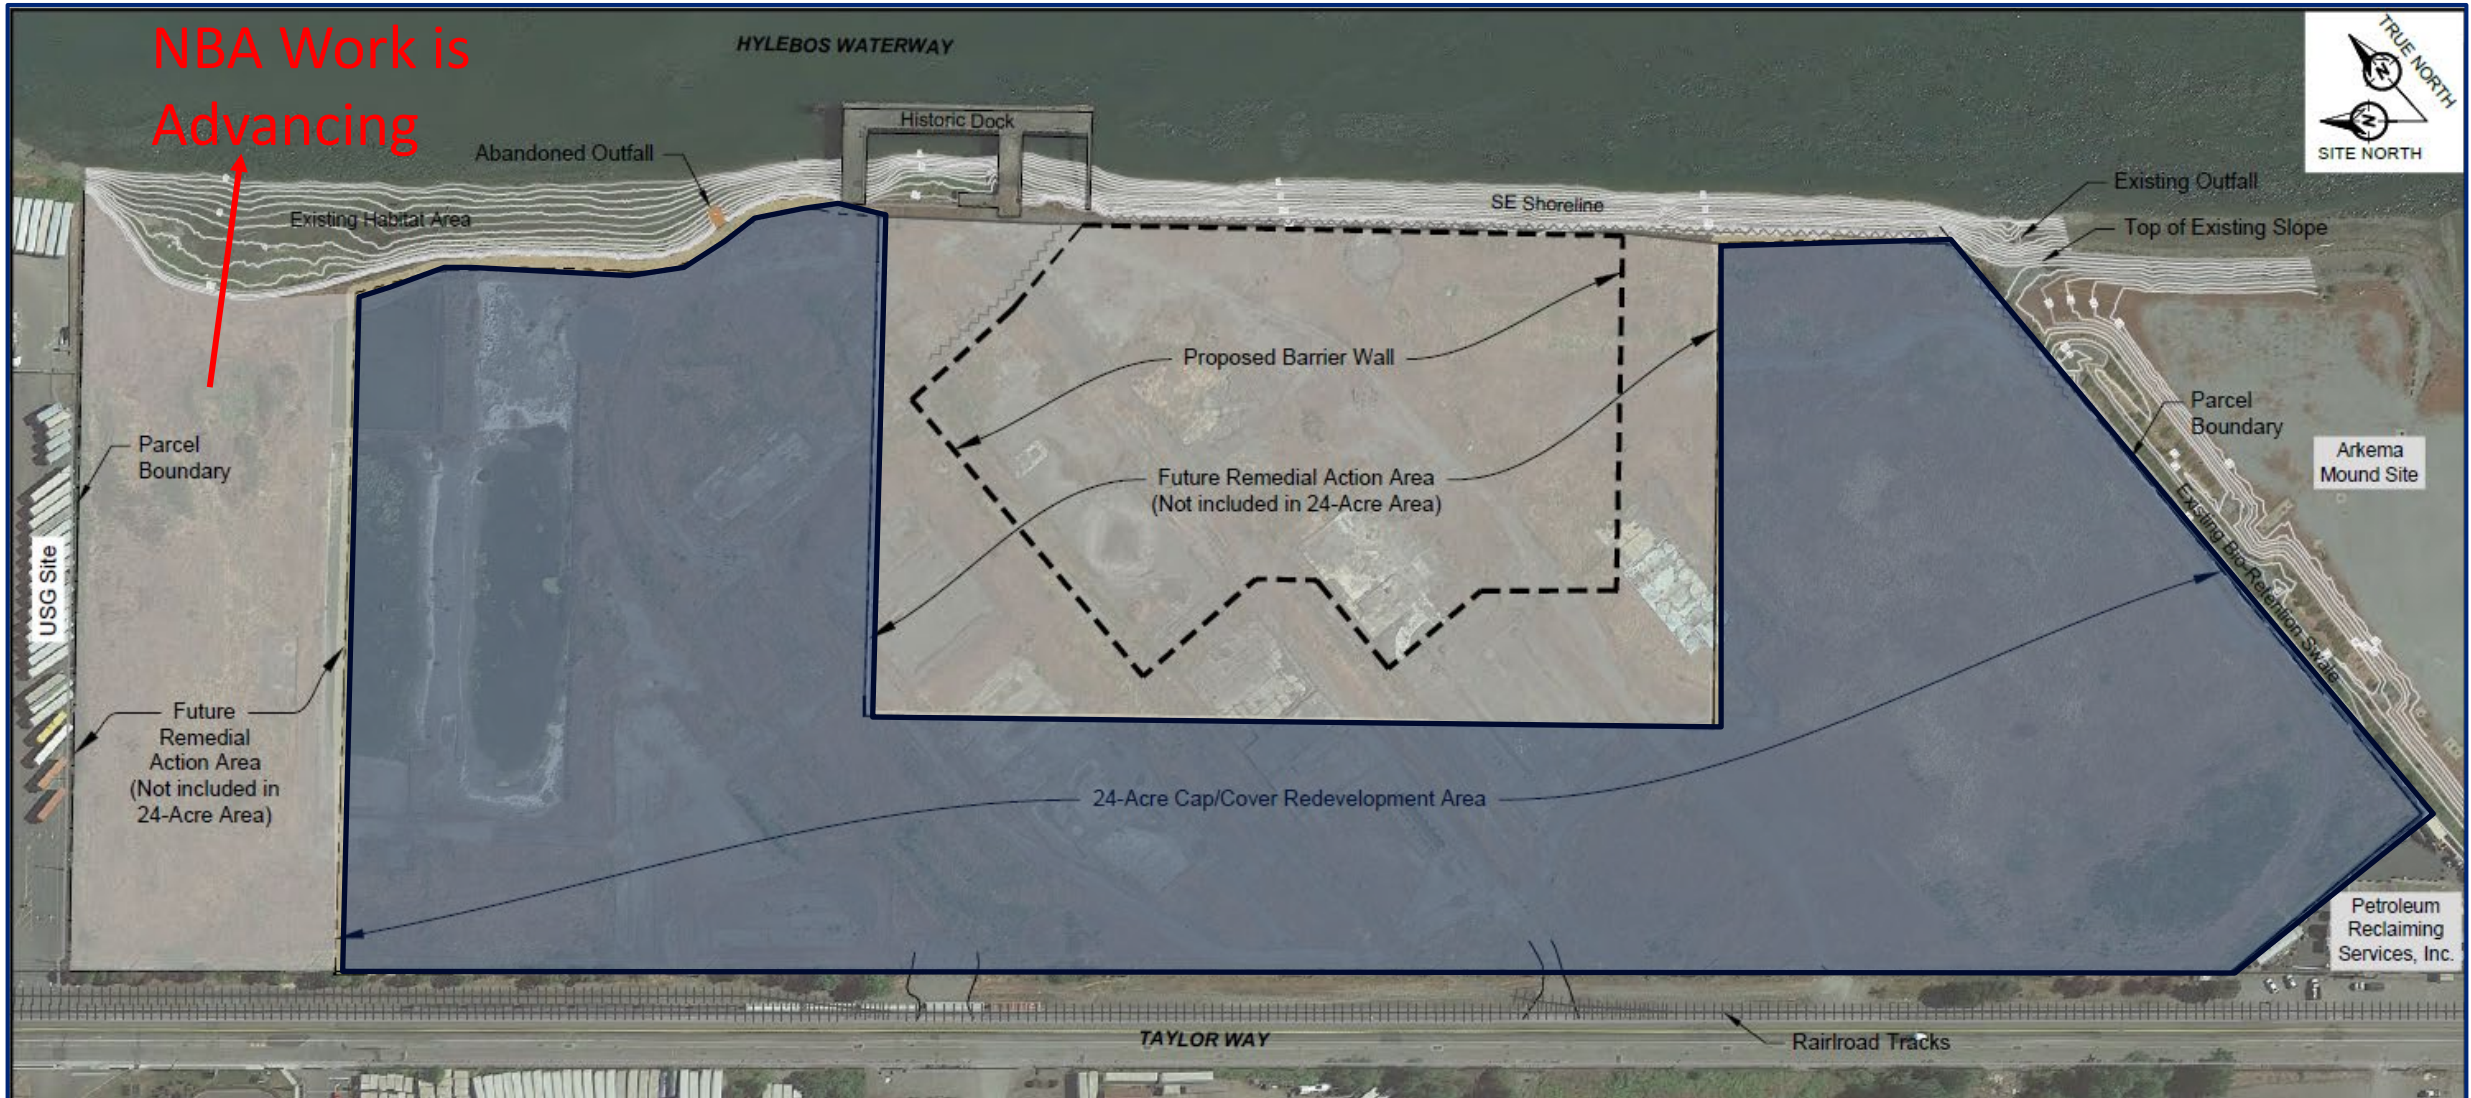 NBA Work is
Advancing
HYLEBOS WATERWAY
TRUE NORTH
N
N
SITE NORTH
Historic Dock
Abandoned Outfall
Existing Outfall
SE Shoreline
Existing Habitat Area
Top of Existing Slope
Proposed Barrier Wall
Parcel
Boundary
Parcel
Boundary
Arkema
Mound Site
Future Remedial Action Area
(Not included in 24-Acre Area)
Existing Bio-Retention Swale
USG Site
Future
Remedial
Action Area
(Not included in
24-Acre Area)
24-Acre Cap/Cover Redevelopment Area
Petroleum
Reclaiming
Services, Inc.
TAYLOR WAY
Rairlroad Tracks